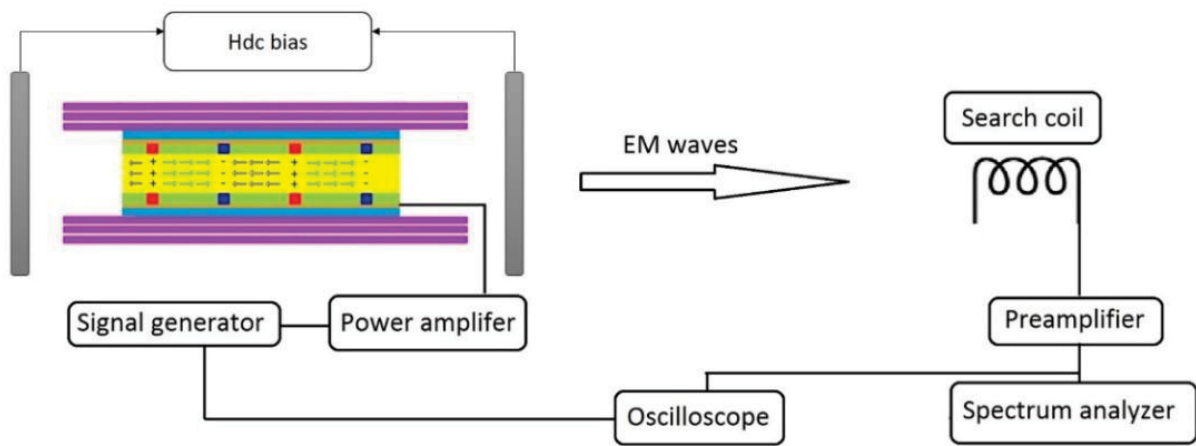 Hdc bias
EM waves
Search coil
Signal generator
Power amplifer
Preamplifier
Oscilloscope
Spectrum analyzer